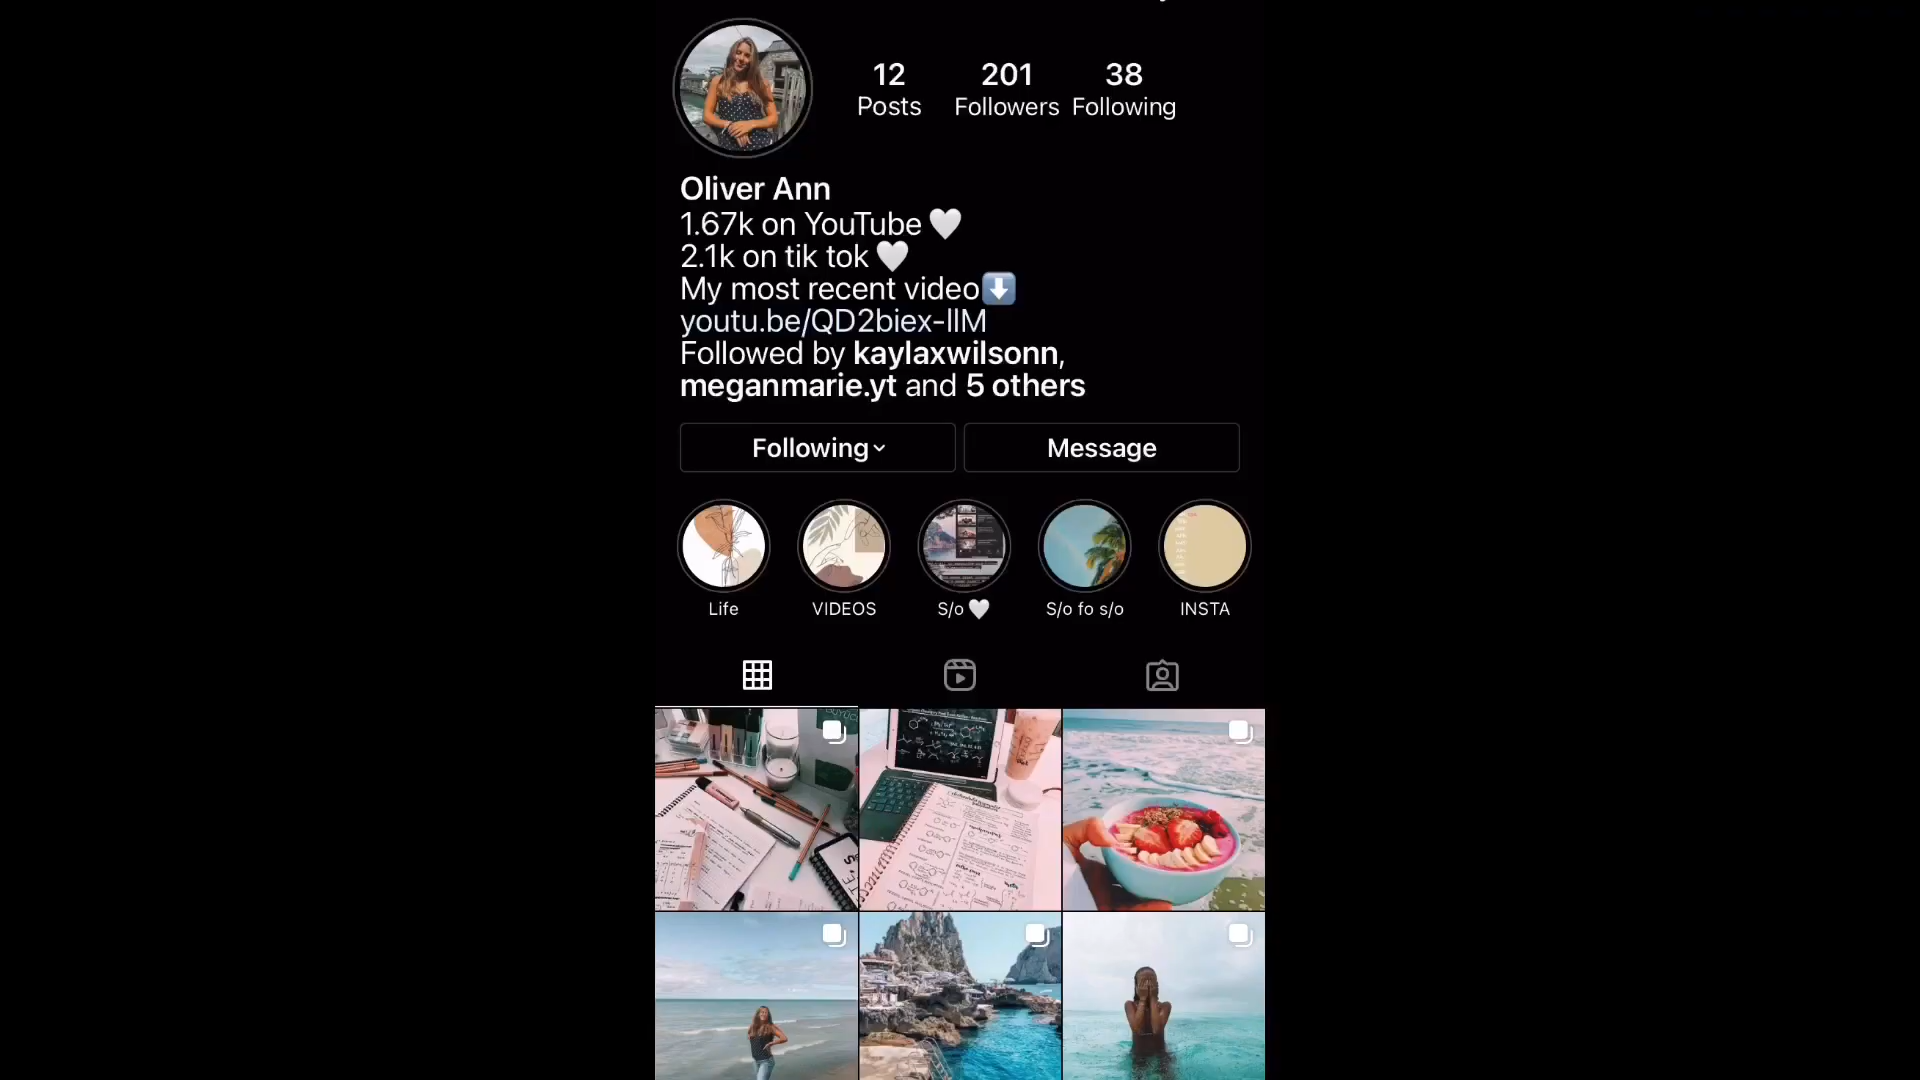 12
Posts
201
Followers
38
Following
Oliver Ann
1.67k on YouTube 🤍
2.1k on tik tok 🤍
My most recent video⬇️
youtu.be/QD2biex-lIM
Followed by kaylaxwilsonn,
meganmarie.yt and 5 others
Following
Message
Life
VIDEOS
S/o 🤍
S/o fo s/o
INSTA